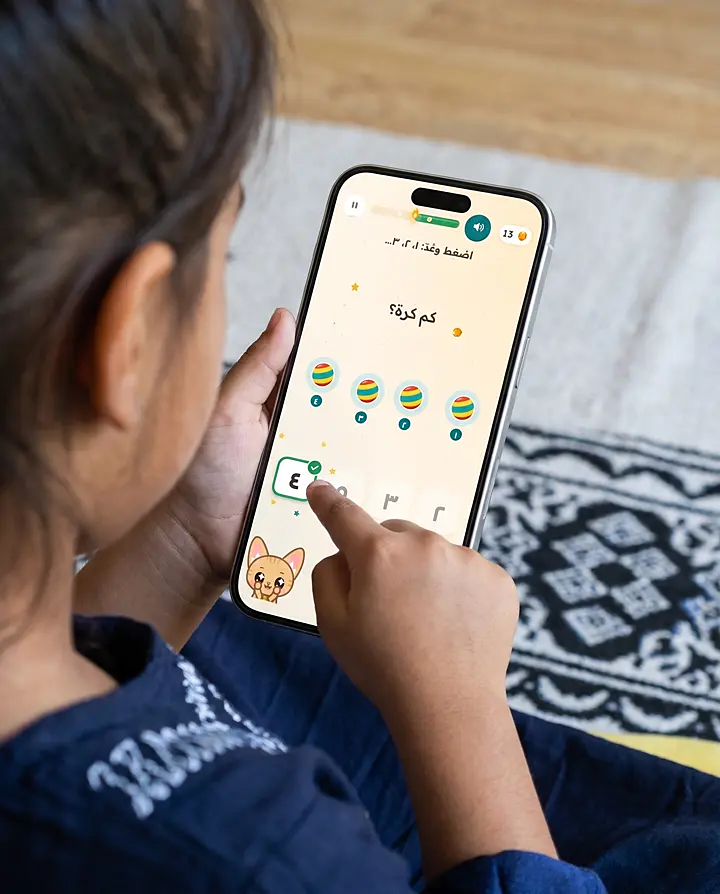 13
اضغط وعُدّ: ١، ٢، ٣...
كم كرة؟
١ ٢ ٣ ٤
٢ ٣ ٤